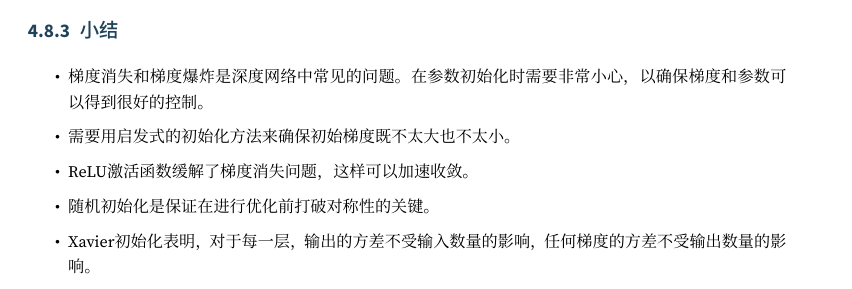 4.8.3 小结
• 梯度消失和梯度爆炸是深度网络中常见的问题。在参数初始化时需要非常小心，以确保梯度和参数可
以得到很好的控制。
• 需要用启发式的初始化方法来确保初始梯度既不太大也不太小。
• ReLU激活函数缓解了梯度消失问题，这样可以加速收敛。
• 随机初始化是保证在进行优化前打破对称性的关键。
• Xavier初始化表明，对于每一层，输出的方差不受输入数量的影响，任何梯度的方差不受输出数量的影
响。